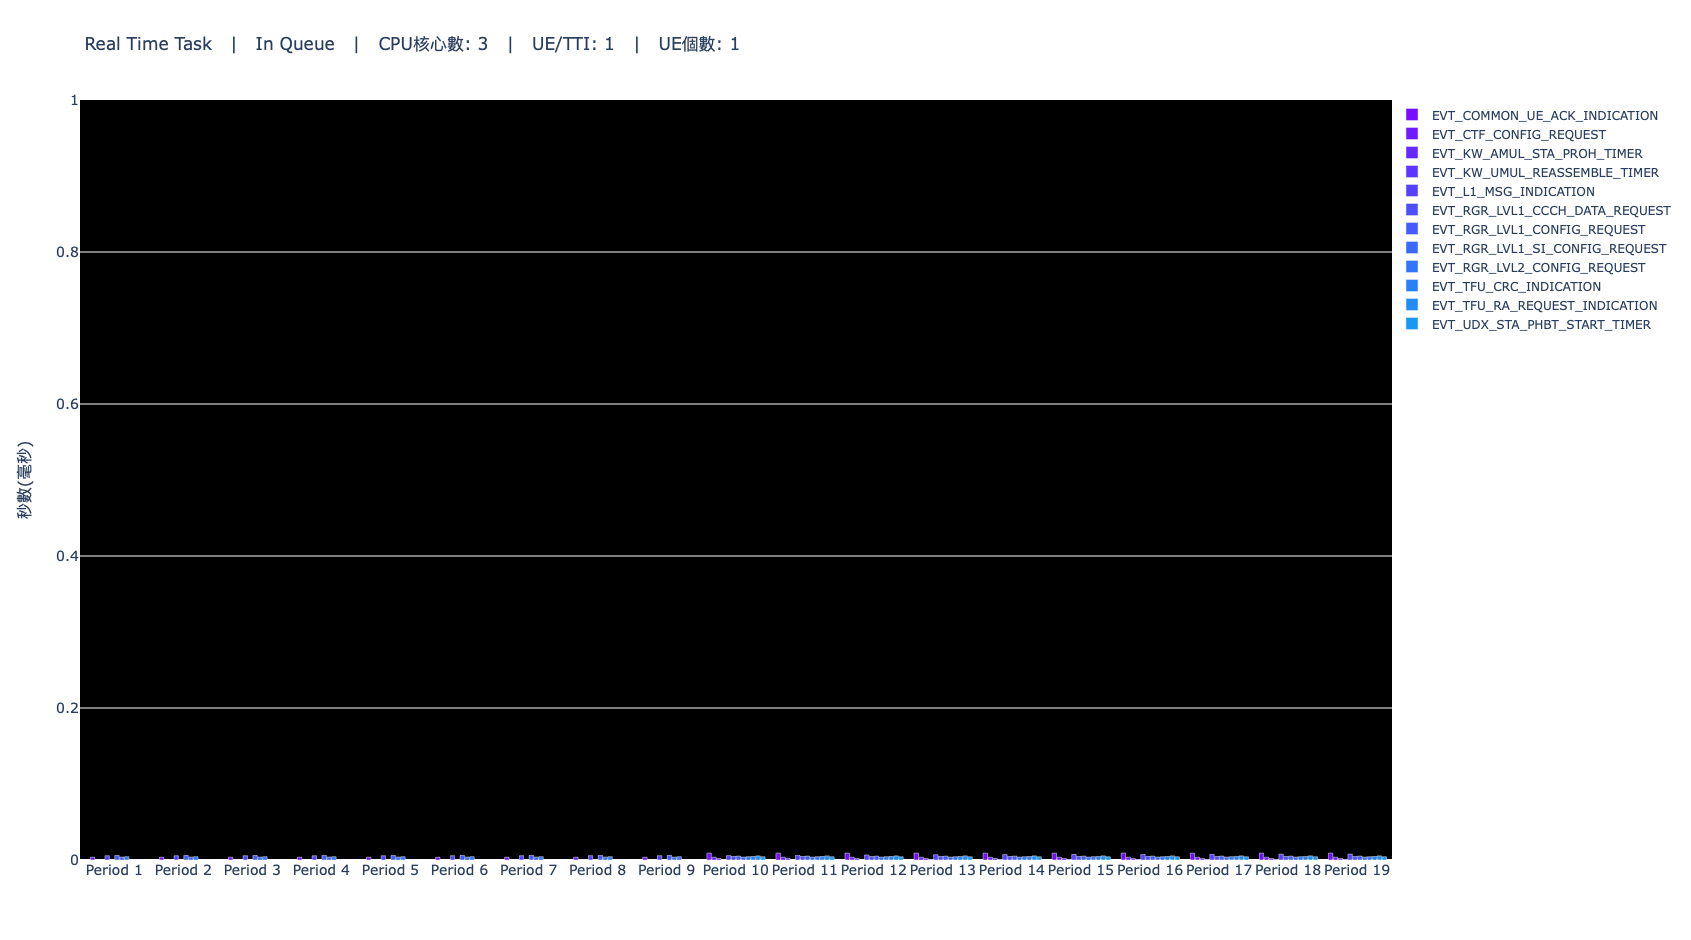 Real Time Task | In Queue | CPU核心數: 3 | UE/TTI: 1 | UE個數: 1
秒數(毫秒)
1
0.8
0.6
0.4
0.2
0
Period 1 Period 2 Period 3 Period 4 Period 5 Period 6 Period 7 Period 8 Period 9 Period 10 Period 11 Period 12 Period 13 Period 14 Period 15 Period 16 Period 17 Period 18 Period 19
EVT_COMMON_UE_ACK_INDICATION
EVT_CTF_CONFIG_REQUEST
EVT_KW_AMUL_STA_PROH_TIMER
EVT_KW_UMUL_REASSEMBLE_TIMER
EVT_L1_MSG_INDICATION
EVT_RGR_LVL1_CCCH_DATA_REQUEST
EVT_RGR_LVL1_CONFIG_REQUEST
EVT_RGR_LVL1_SI_CONFIG_REQUEST
EVT_RGR_LVL2_CONFIG_REQUEST
EVT_TFU_CRC_INDICATION
EVT_TFU_RA_REQUEST_INDICATION
EVT_UDX_STA_PHBT_START_TIMER